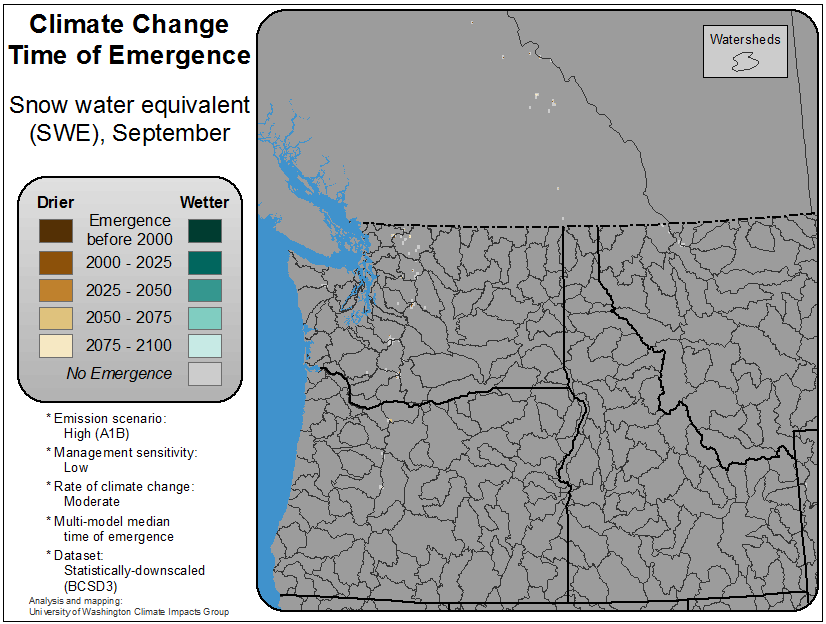 Climate Change
Time of Emergence
Snow water equivalent
(SWE), September
Drier
Wetter
Emergence
before 2000
2000 - 2025
2025 - 2050
2050 - 2075
2075 - 2100
No Emergence
* Emission scenario:
High (A1B)
* Management sensitivity:
Low
* Rate of climate change:
Moderate
* Multi-model median
time of emergence
* Dataset:
Statistically-downscaled
(BCSD3)
Analysis and mapping:
University of Washington Climate Impacts Group
Watersheds